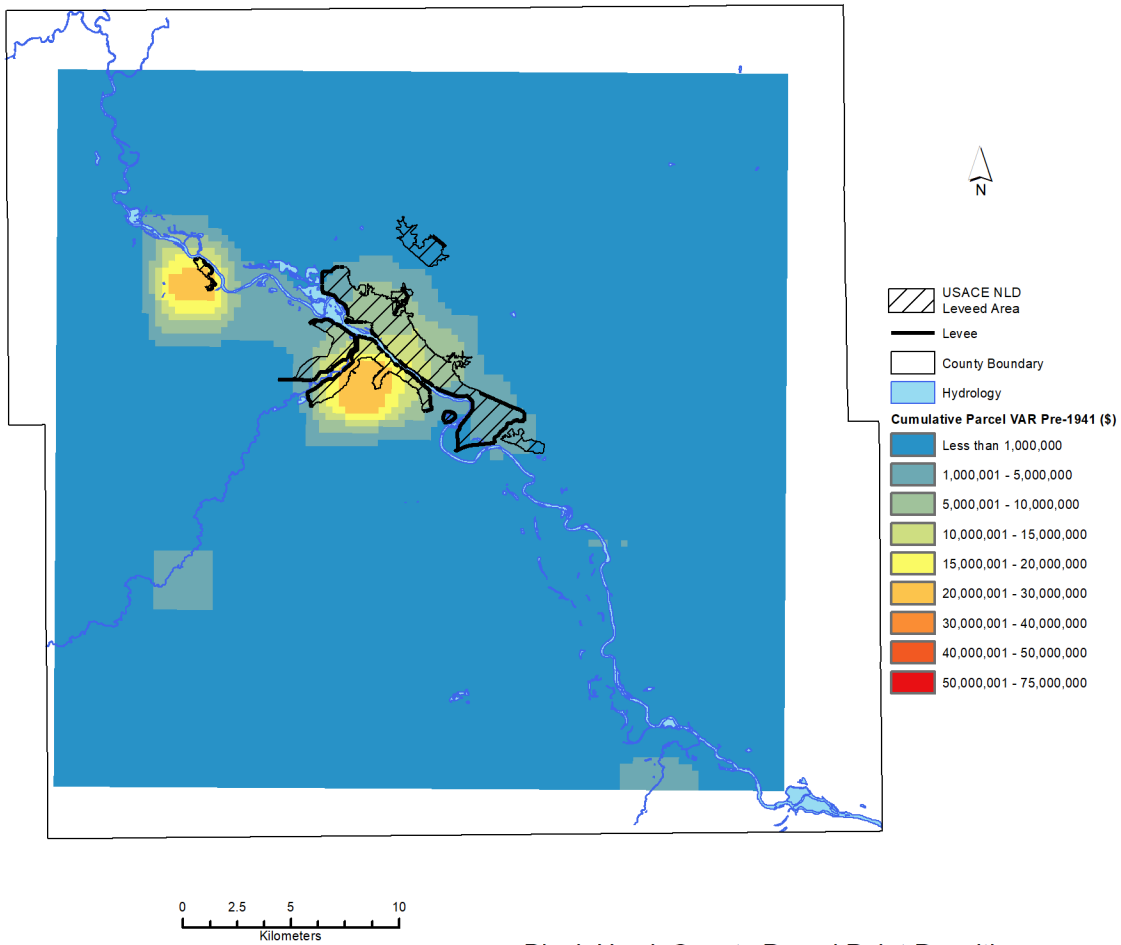 N
USACE NLD
Leveed Area
Levee
County Boundary
Hydrology
Cumulative Parcel VAR Pre-1941 ($)
Less than 1,000,000
1,000,001 - 5,000,000
5,000,001 - 10,000,000
10,000,001 - 15,000,000
15,000,001 - 20,000,000
20,000,001 - 30,000,000
30,000,001 - 40,000,000
40,000,001 - 50,000,000
50,000,001 - 75,000,000
0 2.5 5 10
Kilometers